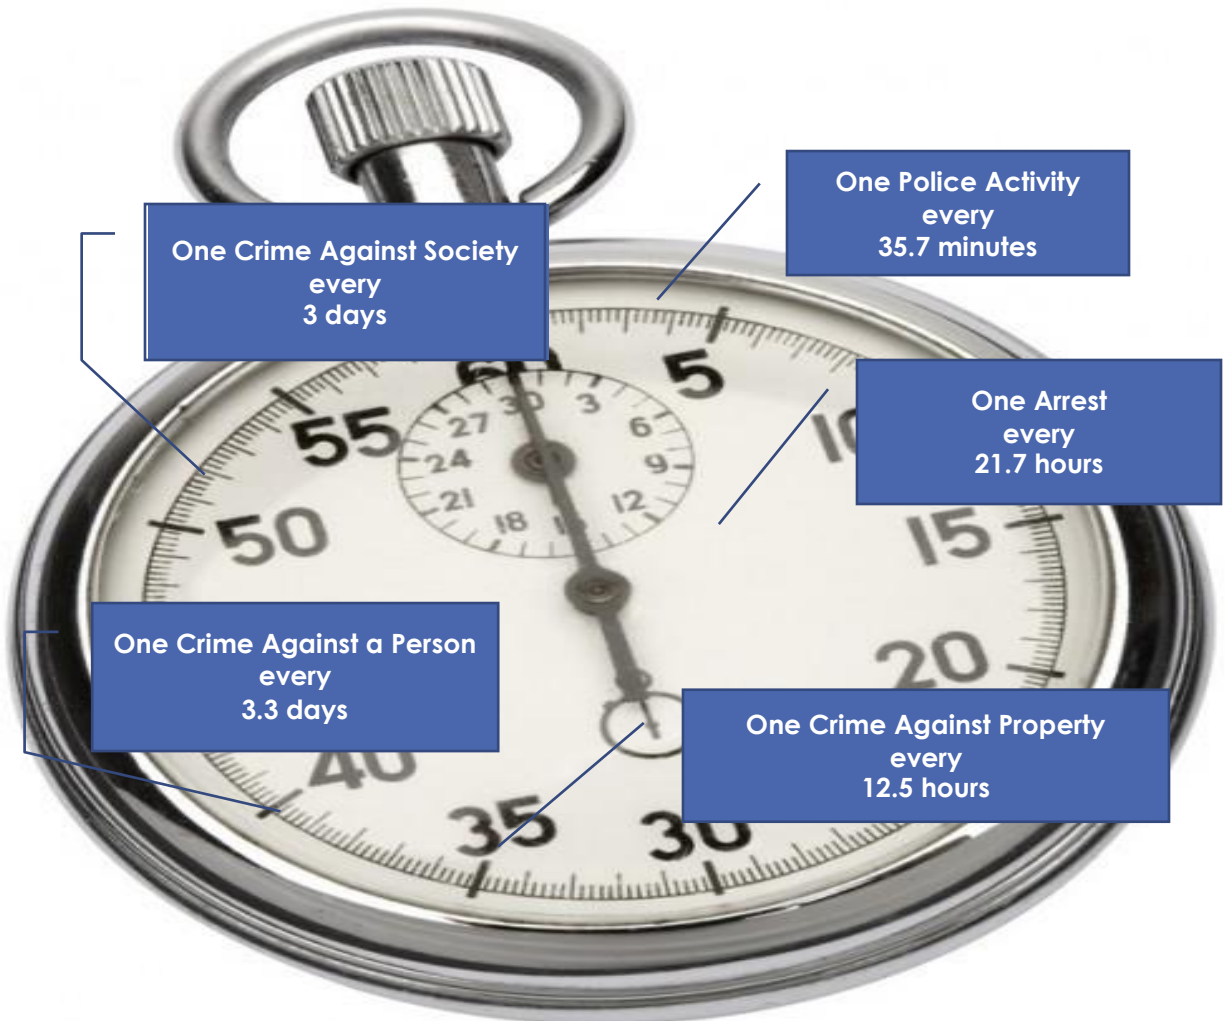 One Police Activity
every
35.7 minutes
One Crime Against Society
every
3 days
One Arrest
every
21.7 hours
One Crime Against a Person
every
3.3 days
One Crime Against Property
every
12.5 hours
60
5
55
50
15
20
40
35
30
30
3
6
9
12
18
21
24
27